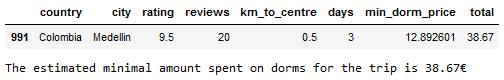 country city rating reviews km_to_centre days min_dorm_price total
991 Colombia Medellin 9.5 20 0.5 3 12.892601 38.67
The estimated minimal amount spent on dorms for the trip is 38.67€